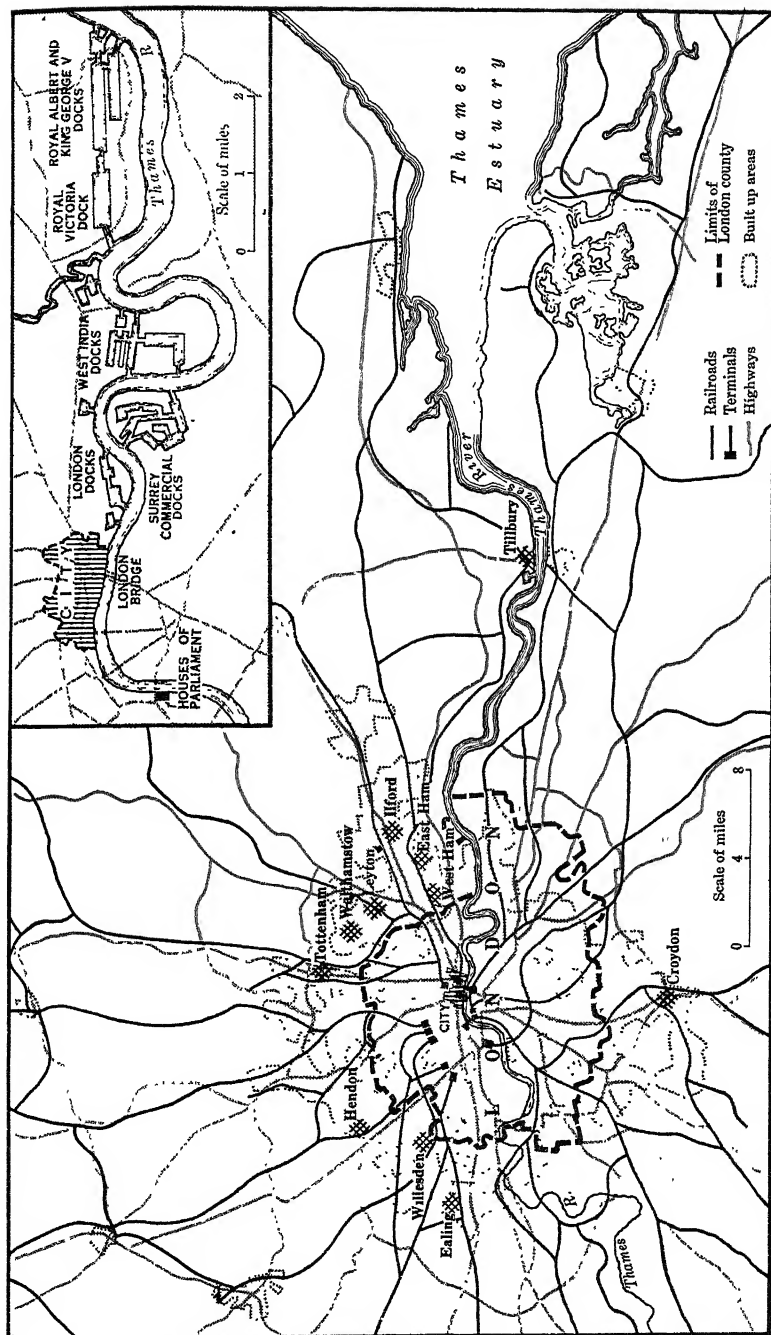 CITY
HOUSES OF
PARLIAMENT
LONDON
BRIDGE
LONDON
DOCKS
SURREY
COMMERCIAL
DOCKS
WEST INDIA
DOCKS
ROYAL
VICTORIA
DOCK
ROYAL ALBERT AND
KING GEORGE V
DOCKS
Thames
R
Scale of miles
0 1 2
Thames
Estuary
Hendon
Willesden
Ealing
Tottenham
Walthamstow
Leyton
Ilford
East Ham
West Ham
CITY
LONDON
Croydon
Thames
R
Tillbury
Thames
River
Scale of miles
0 4 8
Railroads
Terminals
Highways
Limits of
London county
Built up areas